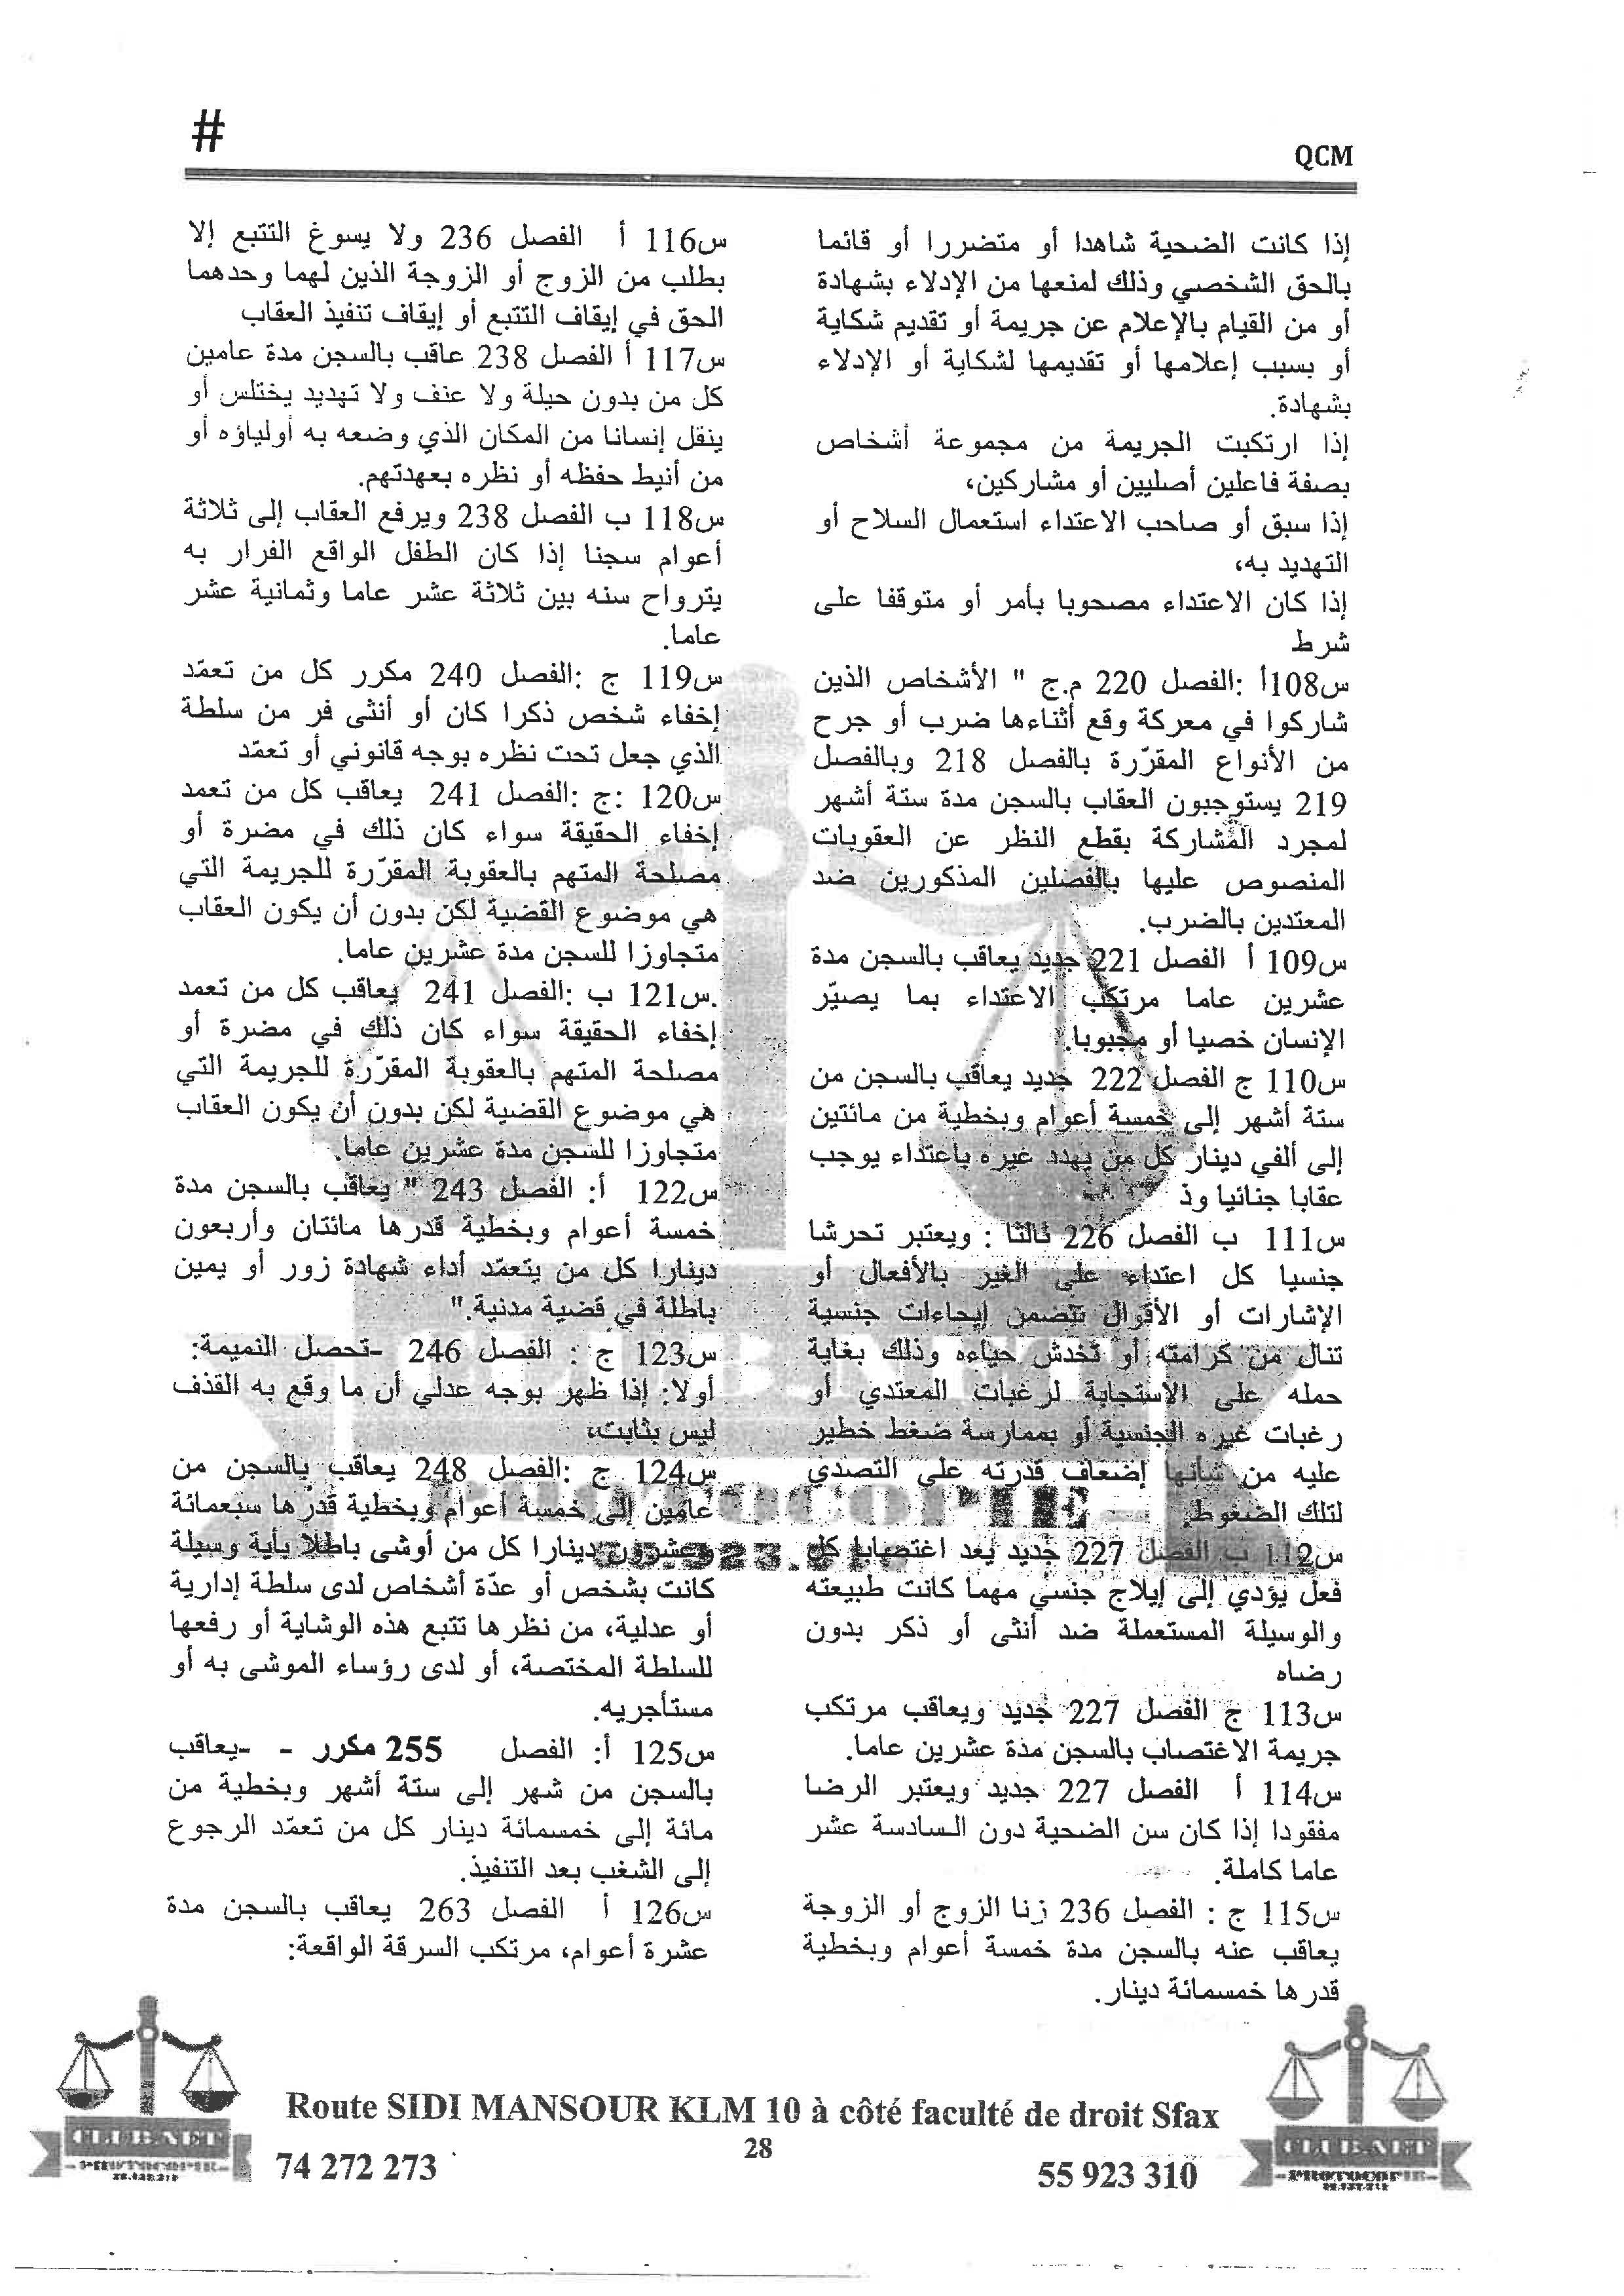 #
QCM
إذا كانت الضحية شاهدا أو متضررا أو قائما
بالحق الشخصي وذلك لمنعها من الإدلاء بشهادة
أو من القيام بالإعلام عن جريمة أو تقديم شكاية
أو بسبب إعلامها أو تقديمها لشكاية أو الإدلاء
بشهادة.
إذا ارتكبت الجريمة من مجموعة أشخاص
بصفة فاعلين أصليين أو مشاركين،
إذا سبق أو صاحب الاعتداء استعمال السلاح أو
التهديد به،
إذا كان الاعتداء مصحوبا بأمر أو متوقفا على
شرط
س108أ :الفصل 220 م.ج " الأشخاص الذين
شاركوا في معركة وقع أثناءها ضرب أو جرح
من الأنواع المقرّرة بالفصل 218 وبالفصل
219 يستوجبون العقاب بالسجن مدة ستة أشهر
لمجرد المشاركة بقطع النظر عن العقوبات
المنصوص عليها بالفصلين المذكورين ضد
المعتدين بالضرب.
س109 أ الفصل 221 جديد يعاقب بالسجن مدة
عشرين عاما مرتكب الاعتداء بما يصيّر
الإنسان خصيا أو مجبوبا.
س110 ج الفصل 222 جديد يعاقب بالسجن من
ستة أشهر إلى خمسة أعوام وبخطية من مائتين
إلى ألفي دينار كل من يهدد غيره باعتداء يوجب
عقابا جنائيا وذ
س111 ب الفصل 226 ثالثا : ويعتبر تحرشا
جنسيا كل اعتداء على الغير بالأفعال أو
الإشارات أو الأقوال تتضمن إيحاءات جنسية
تنال من كرامته أو تخدش حياءه وذلك بغاية
حمله على الاستجابة لرغبات المعتدي أو
رغبات غيره الجنسية أو بممارسة ضغط خطير
عليه من شأنها إضعاف قدرته على التصدي
لتلك الضغوط.
س112 ب الفصل 227 جديد يعد اغتصابا كل
فعل يؤدي إلى إيلاج جنسي مهما كانت طبيعته
والوسيلة المستعملة ضد أنثى أو ذكر بدون
رضاه
س113 ج الفصل 227 جديد ويعاقب مرتكب
جريمة الاغتصاب بالسجن مدة عشرين عاما.
س114 أ الفصل 227 جديد ويعتبر الرضا
مفقودا إذا كان سن الضحية دون السادسة عشر
عاما كاملة.
س115 ج : الفصل 236 زنا الزوج أو الزوجة
يعاقب عنه بالسجن مدة خمسة أعوام وبخطية
قدرها خمسمائة دينار.
س116 أ الفصل 236 ولا يسوغ التتبع إلا
بطلب من الزوج أو الزوجة الذين لهما وحدهما
الحق في إيقاف التتبع أو إيقاف تنفيذ العقاب
س117 أ الفصل 238 عاقب بالسجن مدة عامين
كل من بدون حيلة ولا عنف ولا تهديد يختلس أو
ينقل إنسانا من المكان الذي وضعه به أولياؤه أو
من أنيط حفظه أو نظره بعهدتهم.
س118 ب الفصل 238 ويرفع العقاب إلى ثلاثة
أعوام سجنا إذا كان الطفل الواقع الفرار به
يترواح سنه بين ثلاثة عشر عاما وثمانية عشر
عاما.
س119 ج :الفصل 240 مكرر كل من تعمّد
إخفاء شخص ذكرا كان أو أنثى فر من سلطة
الذي جعل تحت نظره بوجه قانوني أو تعمّد
س120 :ج :الفصل 241 يعاقب كل من تعمد
إخفاء الحقيقة سواء كان ذلك في مضرة أو
مصلحة المتهم بالعقوبة المقرّرة للجريمة التي
هي موضوع القضية لكن بدون أن يكون العقاب
متجاوزا للسجن مدة عشرين عاما.
.س121 ب :الفصل 241 يعاقب كل من تعمد
إخفاء الحقيقة سواء كان ذلك في مضرة أو
مصلحة المتهم بالعقوبة المقرّرة للجريمة التي
هي موضوع القضية لكن بدون أن يكون العقاب
متجاوزا للسجن مدة عشرين عاما.
س122 أ: الفصل 243 " يعاقب بالسجن مدة
خمسة أعوام وبخطية قدرها مائتان وأربعون
دينارا كل من يتعمّد أداء شهادة زور أو يمين
باطلة في قضية مدنية."
س123 ج : الفصل 246 -تحصل النميمة:
أولا: إذا ظهر بوجه عدلي أن ما وقع به القذف
ليس بثابت،
س124 ج :الفصل 248 يعاقب بالسجن من
عامين إلى خمسة أعوام وبخطية قدرها سبعمائة
وعشرون دينارا كل من أوشى باطلا بأية وسيلة
كانت بشخص أو عدّة أشخاص لدى سلطة إدارية
أو عدلية، من نظرها تتبع هذه الوشاية أو رفعها
للسلطة المختصة، أو لدى رؤساء الموشى به أو
مستأجريه.
س125 أ: الفصل 255 مكرر - -يعاقب
بالسجن من شهر إلى ستة أشهر وبخطية من
مائة إلى خمسمائة دينار كل من تعمّد الرجوع
إلى الشغب بعد التنفيذ.
س126 أ الفصل 263 يعاقب بالسجن مدة
عشرة أعوام، مرتكب السرقة الواقعة:
Route SIDI MANSOUR KLM 10 à côté faculté de droit Sfax
28
74 272 273
55 923 310
CLUB.NET
-PHOTOCOPIE-
CLUB.NET
-PHOTOCOPIE-